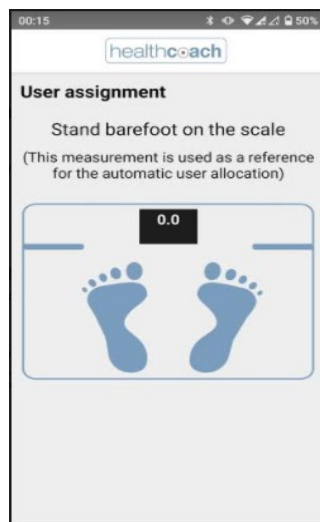 00:15
50%
healthcoach
User assignment
Stand barefoot on the scale
(This measurement is used as a reference
for the automatic user allocation)
0.0